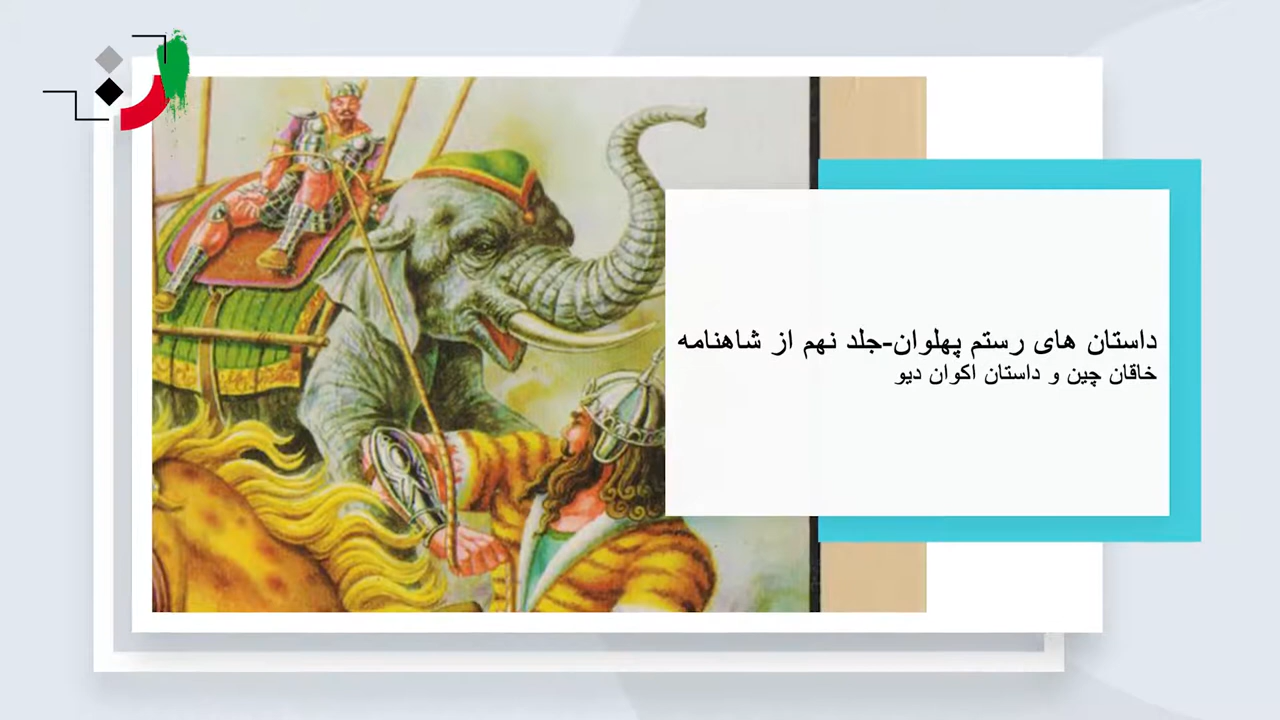 داستان های رستم پهلوان-جلد نهم از شاهنامه
خاقان چین و داستان اکوان دیو